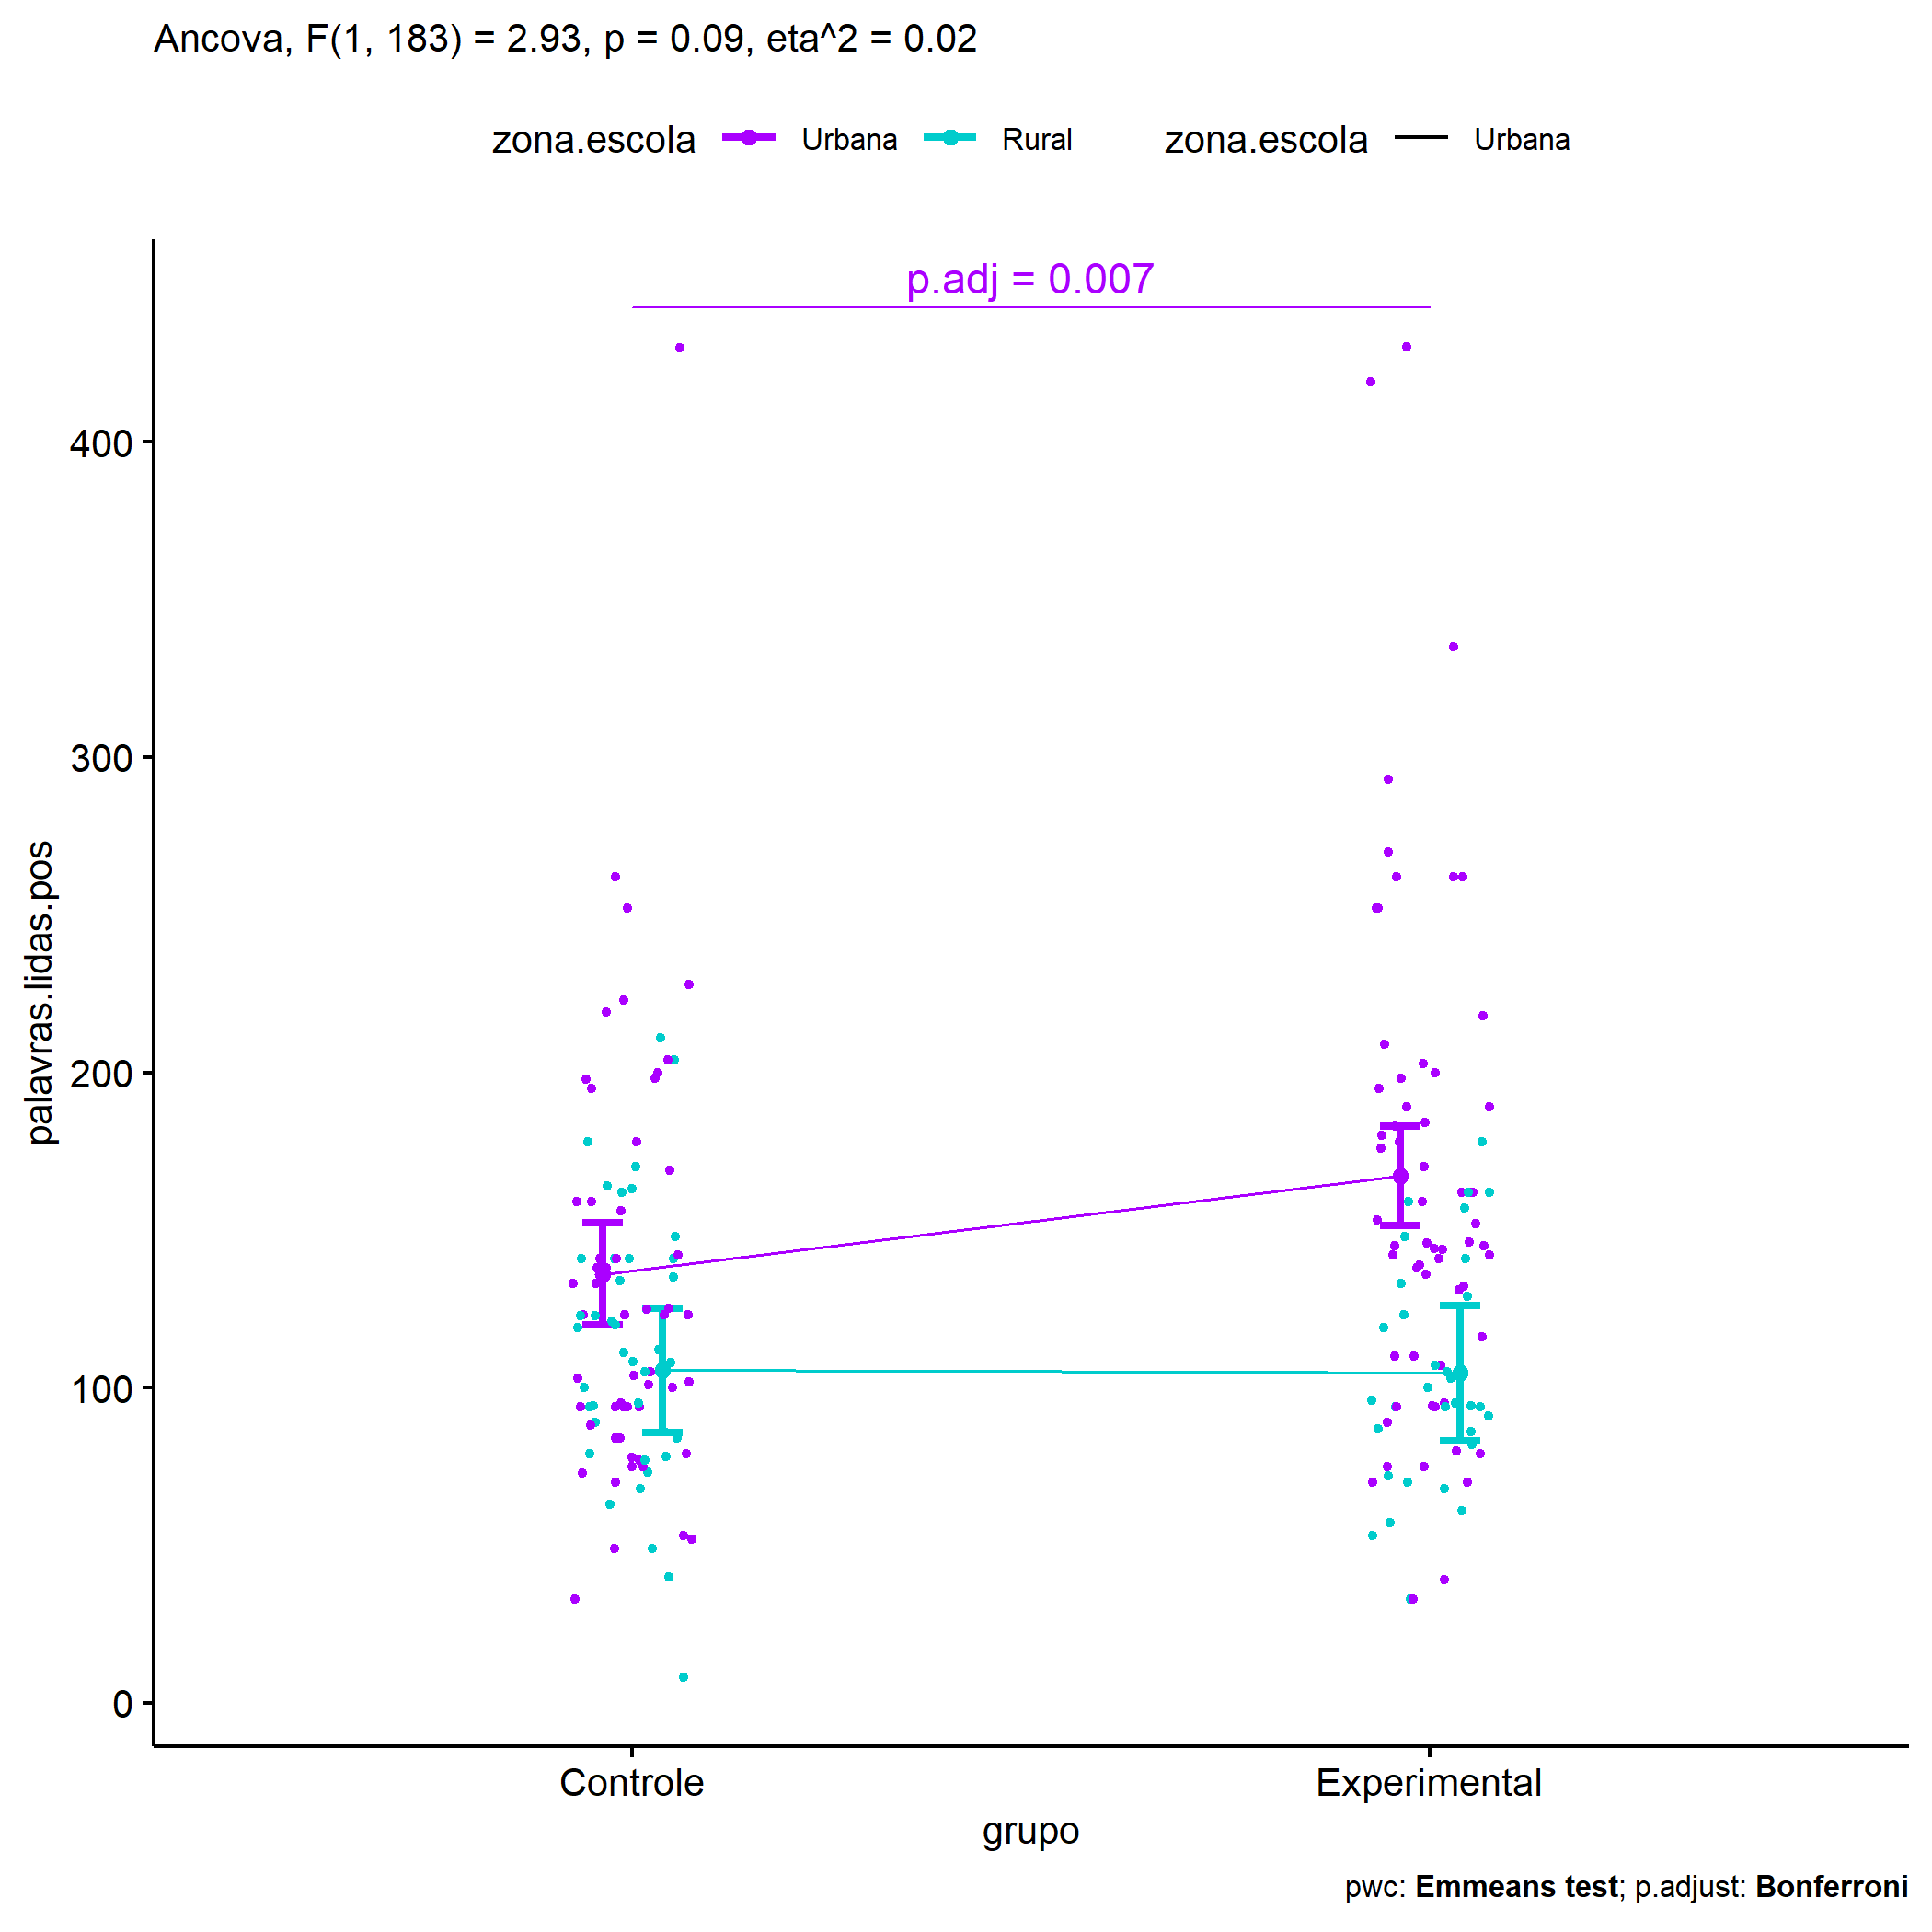 Ancova, F(1, 183) = 2.93, p = 0.09, eta^2 = 0.02
zona.escola Urbana Rural zona.escola Urbana
p.adj = 0.007
400
300
200
100
0
palavras.lidas.pos
Controle Experimental
grupo
pwc: Emmeans test; p.adjust: Bonferroni